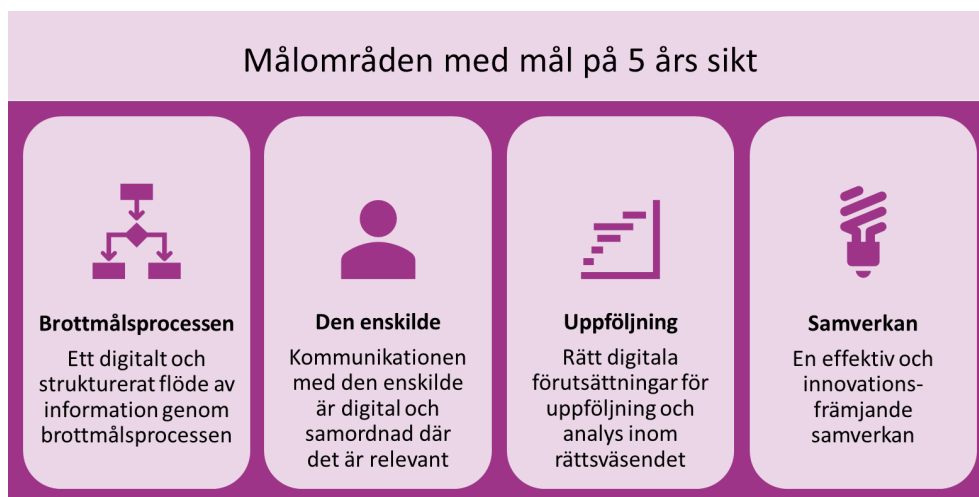 Målområden med mål på 5 års sikt
Brottmålsprocessen
Ett digitalt och
strukturerat flöde av
information genom
brottmålsprocessen
Den enskilde
Kommunikationen
med den enskilde
är digital och
samordnad där
det är relevant
Uppföljning
Rätt digitala
förutsättningar för
uppföljning och
analys inom
rättsväsendet
Samverkan
En effektiv och
innovations-
främjande
samverkan